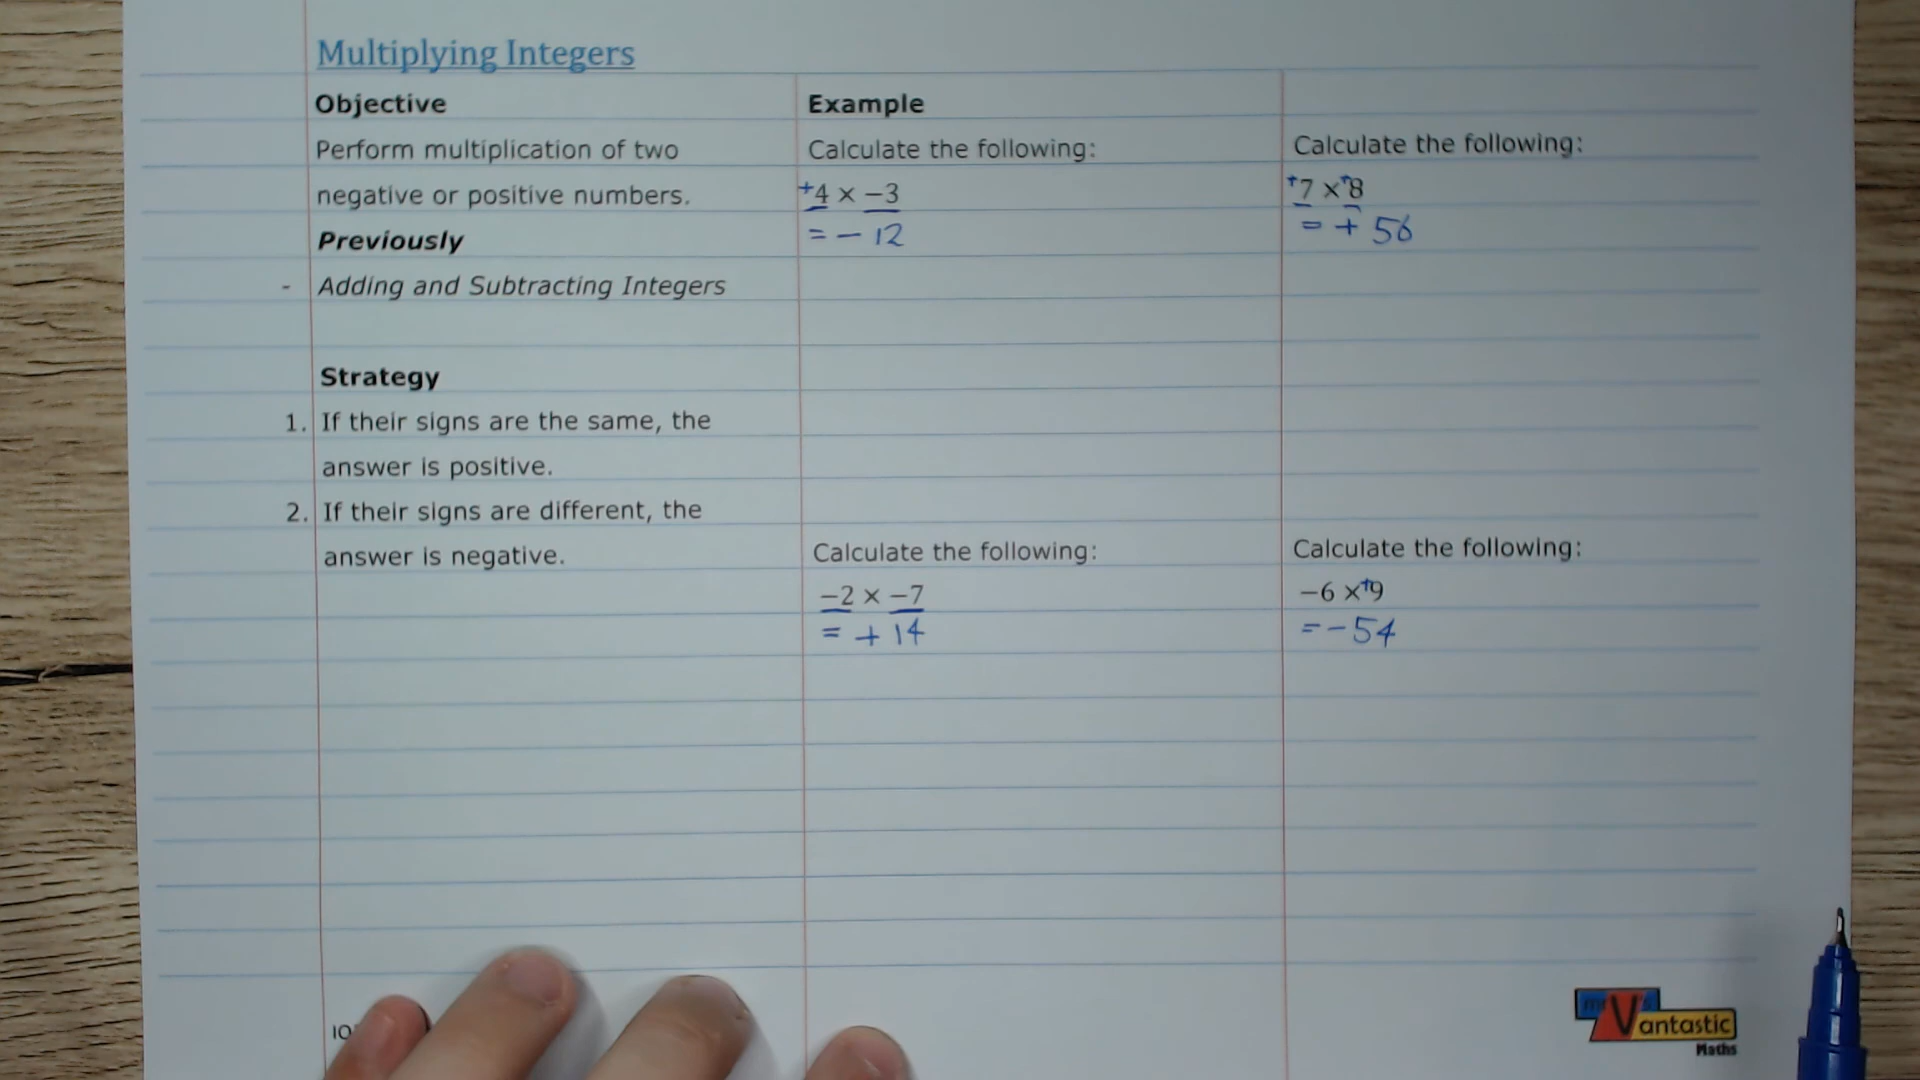 Multiplying Integers
Objective
Perform multiplication of two
negative or positive numbers.
Previously
- Adding and Subtracting Integers
Strategy
1. If their signs are the same, the
answer is positive.
2. If their signs are different, the
answer is negative.
Example
Calculate the following:
+4 × −3
= − 12
Calculate the following:
−2 × −7
= + 14
Calculate the following:
+7 × +8
= + 56
Calculate the following:
−6 × +9
= − 54
mr V's
Vantastic
Maths